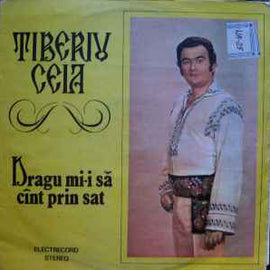 TIBERIU
CEIA
Dragu mi-i să
cînt prin sat
ELECTRECORD
STEREO